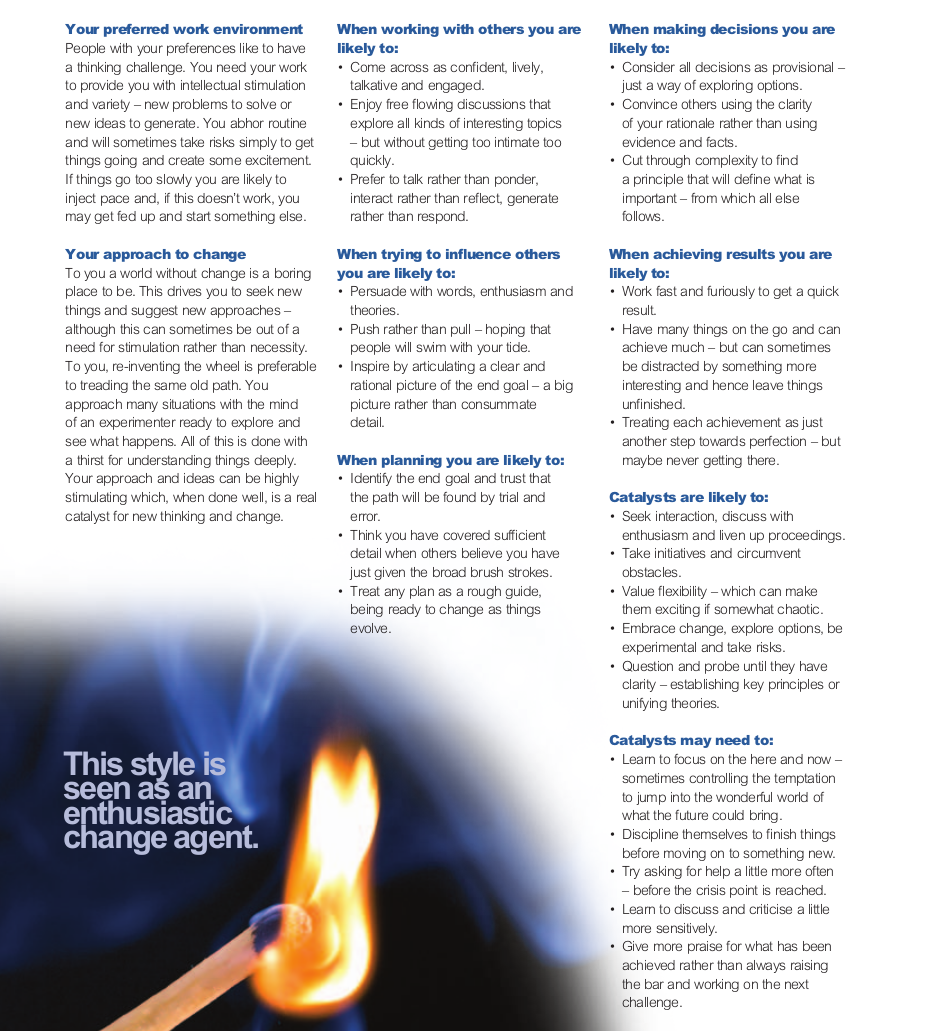 Your preferred work environment
People with your preferences like to have
a thinking challenge. You need your work
to provide you with intellectual stimulation
and variety – new problems to solve or
new ideas to generate. You abhor routine
and will sometimes take risks simply to get
things going and create some excitement.
If things go too slowly you are likely to
inject pace and, if this doesn't work, you
may get fed up and start something else.
Your approach to change
To you a world without change is a boring
place to be. This drives you to seek new
things and suggest new approaches –
although this can sometimes be out of a
need for stimulation rather than necessity.
To you, re-inventing the wheel is preferable
to treading the same old path. You
approach many situations with the mind
of an experimenter ready to explore and
see what happens. All of this is done with
a thirst for understanding things deeply.
Your approach and ideas can be highly
stimulating which, when done well, is a real
catalyst for new thinking and change.
This style is
seen as an
enthusiastic
change agent.
When working with others you are
likely to:
• Come across as confident, lively,
talkative and engaged.
• Enjoy free flowing discussions that
explore all kinds of interesting topics
– but without getting too intimate too
quickly.
• Prefer to talk rather than ponder,
interact rather than reflect, generate
rather than respond.
When trying to influence others
you are likely to:
• Persuade with words, enthusiasm and
theories.
• Push rather than pull – hoping that
people will swim with your tide.
• Inspire by articulating a clear and
rational picture of the end goal – a big
picture rather than consummate
detail.
When planning you are likely to:
• Identify the end goal and trust that
the path will be found by trial and
error.
• Think you have covered sufficient
detail when others believe you have
just given the broad brush strokes.
• Treat any plan as a rough guide,
being ready to change as things
evolve.
When making decisions you are
likely to:
• Consider all decisions as provisional –
just a way of exploring options.
• Convince others using the clarity
of your rationale rather than using
evidence and facts.
• Cut through complexity to find
a principle that will define what is
important – from which all else
follows.
When achieving results you are
likely to:
• Work fast and furiously to get a quick
result.
• Have many things on the go and can
achieve much – but can sometimes
be distracted by something more
interesting and hence leave things
unfinished.
• Treating each achievement as just
another step towards perfection – but
maybe never getting there.
Catalysts are likely to:
• Seek interaction, discuss with
enthusiasm and liven up proceedings.
• Take initiatives and circumvent
obstacles.
• Value flexibility – which can make
them exciting if somewhat chaotic.
• Embrace change, explore options, be
experimental and take risks.
• Question and probe until they have
clarity – establishing key principles or
unifying theories.
Catalysts may need to:
• Learn to focus on the here and now –
sometimes controlling the temptation
to jump into the wonderful world of
what the future could bring.
• Discipline themselves to finish things
before moving on to something new.
• Try asking for help a little more often
– before the crisis point is reached.
• Learn to discuss and criticise a little
more sensitively.
• Give more praise for what has been
achieved rather than always raising
the bar and working on the next
challenge.